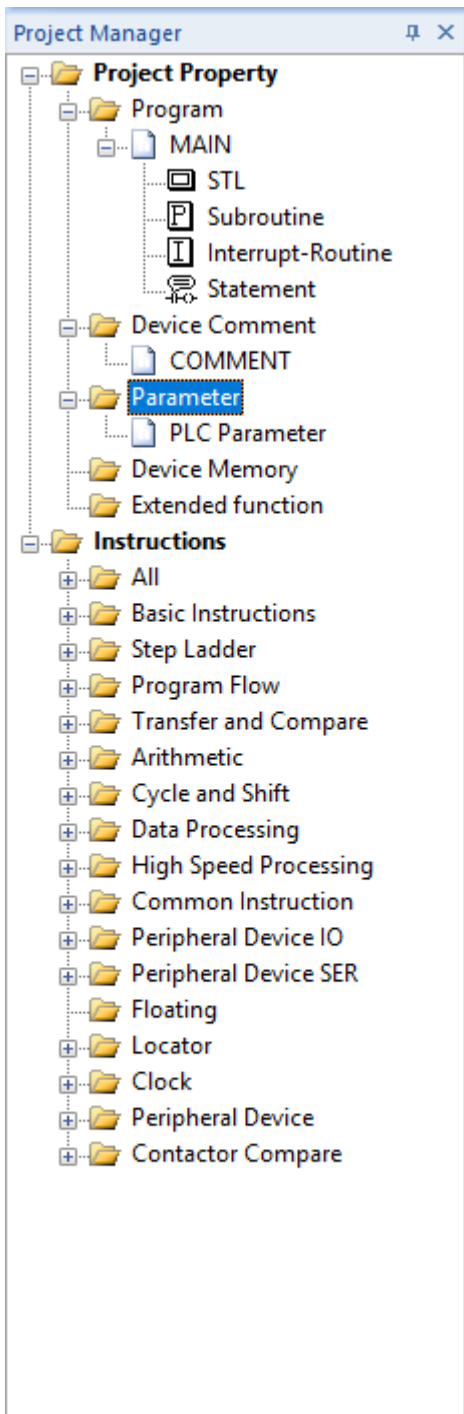 Project Manager
Project Property
Program
MAIN
STL
P Subroutine
I Interrupt-Routine
Statement
Device Comment
COMMENT
Parameter
PLC Parameter
Device Memory
Extended function
Instructions
All
Basic Instructions
Step Ladder
Program Flow
Transfer and Compare
Arithmetic
Cycle and Shift
Data Processing
High Speed Processing
Common Instruction
Peripheral Device IO
Peripheral Device SER
Floating
Locator
Clock
Peripheral Device
Contactor Compare